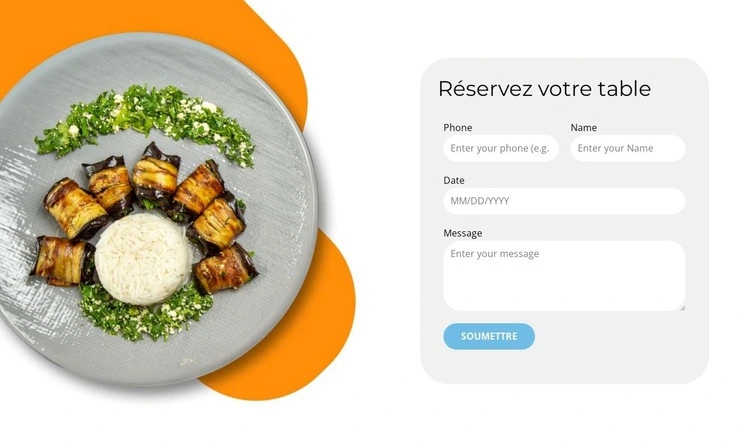 Réservez votre table
Phone Name
Enter your phone (e.g. Enter your Name
Date
MM/DD/YYYY
Message
Enter your message
SOUMETTRE